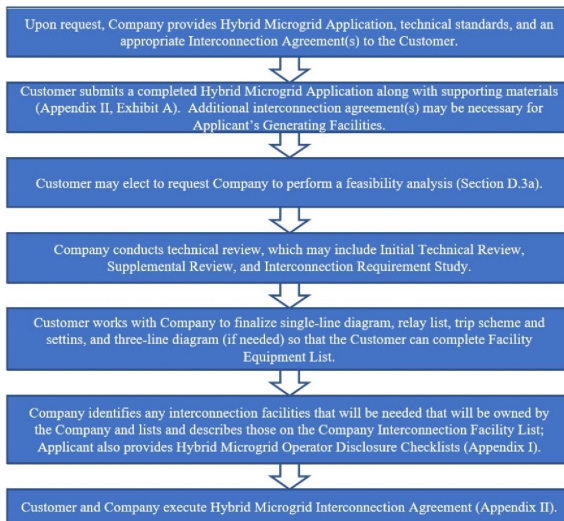 Upon request, Company provides Hybrid Microgrid Application, technical standards, and an
appropriate Interconnection Agreement(s) to the Customer.
Customer submits a completed Hybrid Microgrid Application along with supporting materials
(Appendix II, Exhibit A). Additional interconnection agreement(s) may be necessary for
Applicant's Generating Facilities.
Customer may elect to request Company to perform a feasibility analysis (Section D.3a).
Company conducts technical review, which may include Initial Technical Review,
Supplemental Review, and Interconnection Requirement Study.
Customer works with Company to finalize single-line diagram, relay list, trip scheme and
settins, and three-line diagram (if needed) so that the Customer can complete Facility
Equipment List.
Company identifies any interconnection facilities that will be needed that will be owned by
the Company and lists and describes those on the Company Interconnection Facility List;
Applicant also provides Hybrid Microgrid Operator Disclosure Checklists (Appendix I).
Customer and Company execute Hybrid Microgrid Interconnection Agreement (Appendix II).